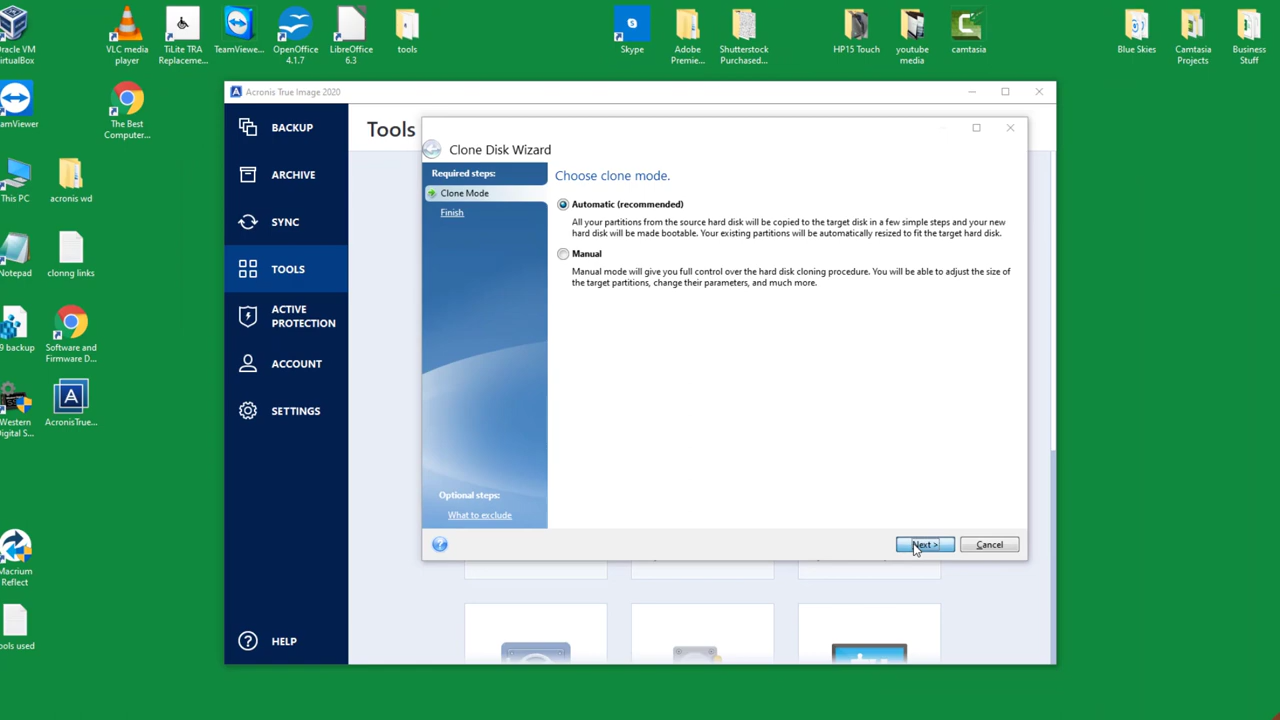 Oracle VM
VirtualBox
VLC media
player
TiLite TRA
Replaceme...
TeamViewe...
OpenOffice
4.1.7
LibreOffice
6.3
tools
Skype
Adobe
Premie...
Shutterstock
Purchased...
HP15 Touch
youtube
media
camtasia
Blue Skies
Camtasia
Projects
Business
Stuff
amViewer
The Best
Computer...
This PC
acronis wd
Notepad
clonng links
9 backup
Software and
Firmware D...
Western
Digital S...
AcronisTrue...
Macrium
Reflect
ools used
Acronis True Image 2020
BACKUP
ARCHIVE
SYNC
TOOLS
ACTIVE
PROTECTION
ACCOUNT
SETTINGS
HELP
Tools
Clone Disk Wizard
Required steps:
Clone Mode
Finish
Optional steps:
What to exclude
Choose clone mode.
Automatic (recommended)
All your partitions from the source hard disk will be copied to the target disk in a few simple steps and your new
hard disk will be made bootable. Your existing partitions will be automatically resized to fit the target hard disk.
Manual
Manual mode will give you full control over the hard disk cloning procedure. You will be able to adjust the size of
the target partitions, change their parameters, and much more.
Next >
Cancel